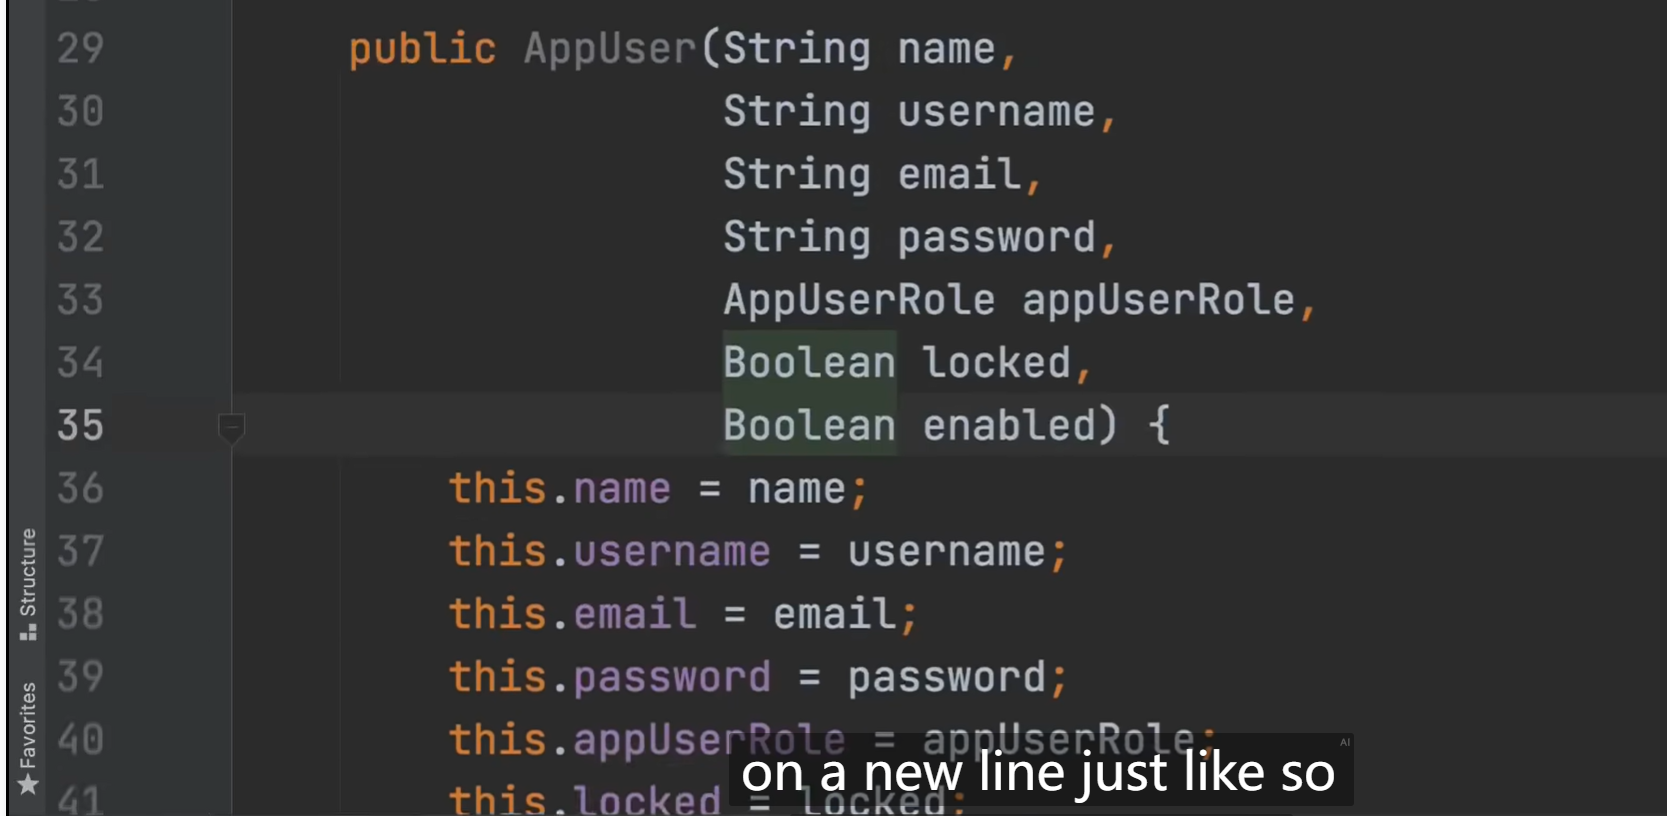 29 public AppUser(String name,
30 String username,
31 String email,
32 String password,
33 AppUserRole appUserRole,
34 Boolean locked,
35 Boolean enabled) {
36 this.name = name;
37 this.username = username;
38 this.email = email;
39 this.password = password;
40 this.appUserRole = appUserRole;
41 this.locked = locked;
AI
on a new line just like so
Structure
Favorites